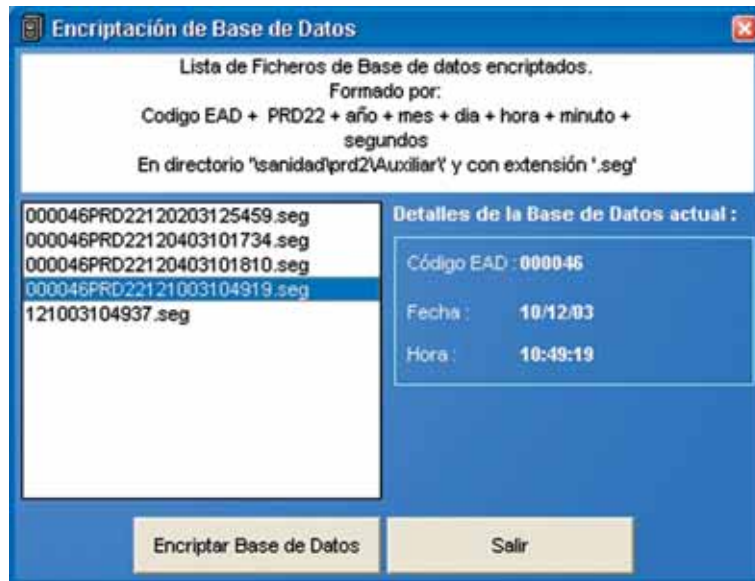 Encriptación de Base de Datos
Lista de Ficheros de Base de datos encriptados.
Formado por:
Codigo EAD + PRD22 + año + mes + dia + hora + minuto +
segundos
En directorio '\sanidad\prd2\Auxiliar\' y con extensión '.seg'
000046PRD22120203125459.seg
000046PRD22120403101734.seg
000046PRD22120403101810.seg
000046PRD22121003104919.seg
121003104937.seg
Detalles de la Base de Datos actual :
Código EAD : 000046
Fecha : 10/12/03
Hora : 10:49:19
Encriptar Base de Datos
Salir